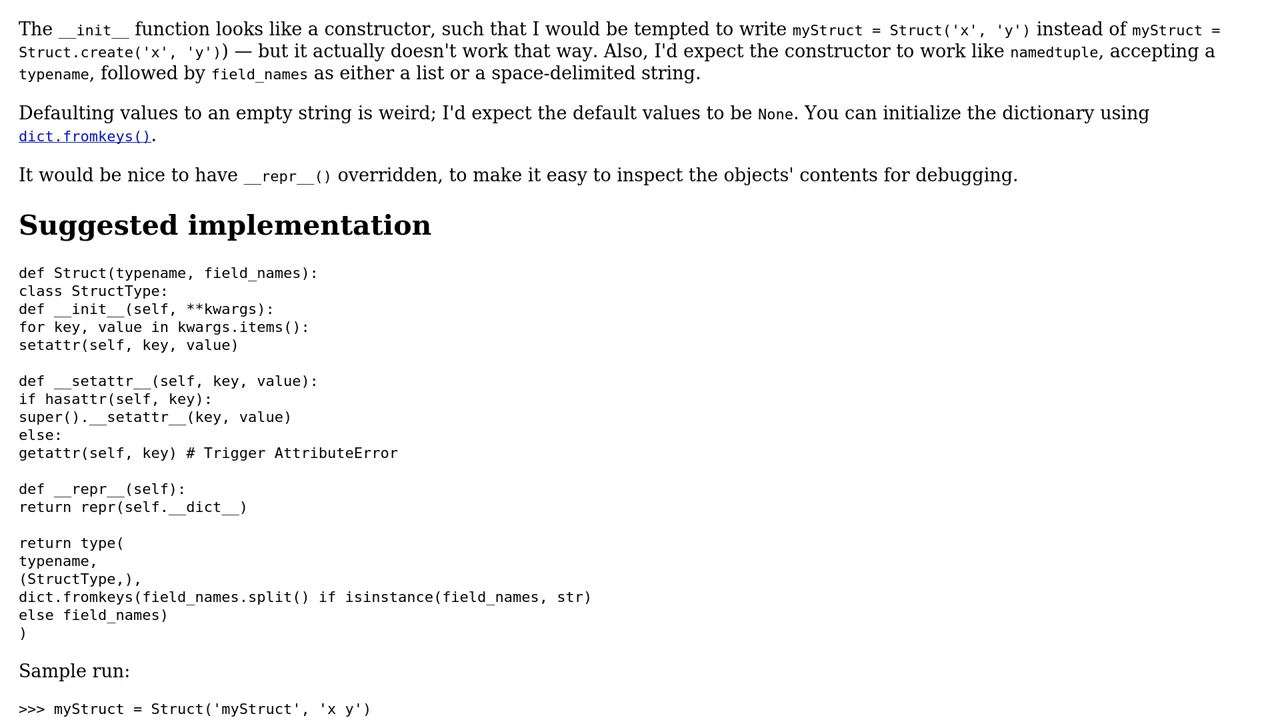 The __init__ function looks like a constructor, such that I would be tempted to write myStruct = Struct('x', 'y') instead of myStruct =
Struct.create('x', 'y')) — but it actually doesn't work that way. Also, I'd expect the constructor to work like namedtuple, accepting a
typename, followed by field_names as either a list or a space-delimited string.
Defaulting values to an empty string is weird; I'd expect the default values to be None. You can initialize the dictionary using
dict.fromkeys().
It would be nice to have __repr__() overridden, to make it easy to inspect the objects' contents for debugging.
Suggested implementation
def Struct(typename, field_names):
class StructType:
def __init__(self, **kwargs):
for key, value in kwargs.items():
setattr(self, key, value)
def __setattr__(self, key, value):
if hasattr(self, key):
super().__setattr__(key, value)
else:
getattr(self, key) # Trigger AttributeError
def __repr__(self):
return repr(self.__dict__)
return type(
typename,
(StructType,),
dict.fromkeys(field_names.split() if isinstance(field_names, str)
else field_names)
)
Sample run:
>>> myStruct = Struct('myStruct', 'x y')